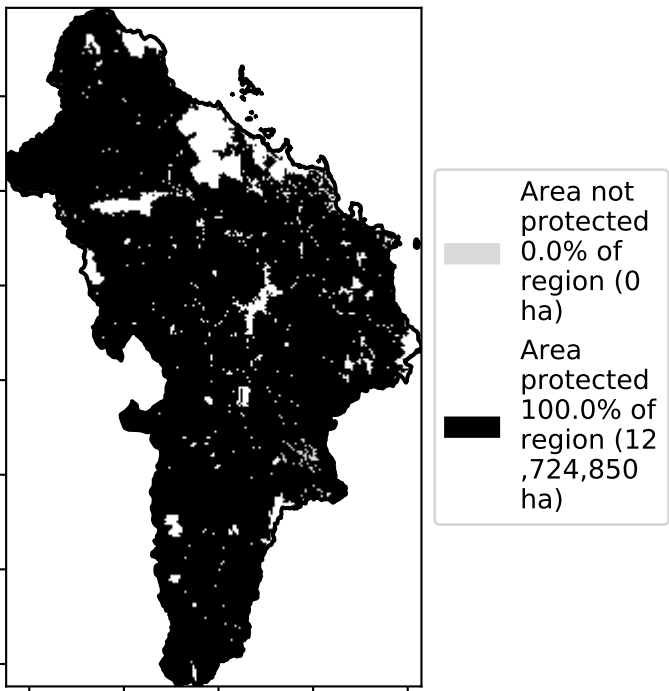 Area not
protected
0.0% of
region (0
ha)
Area
protected
100.0% of
region (12
,724,850
ha)